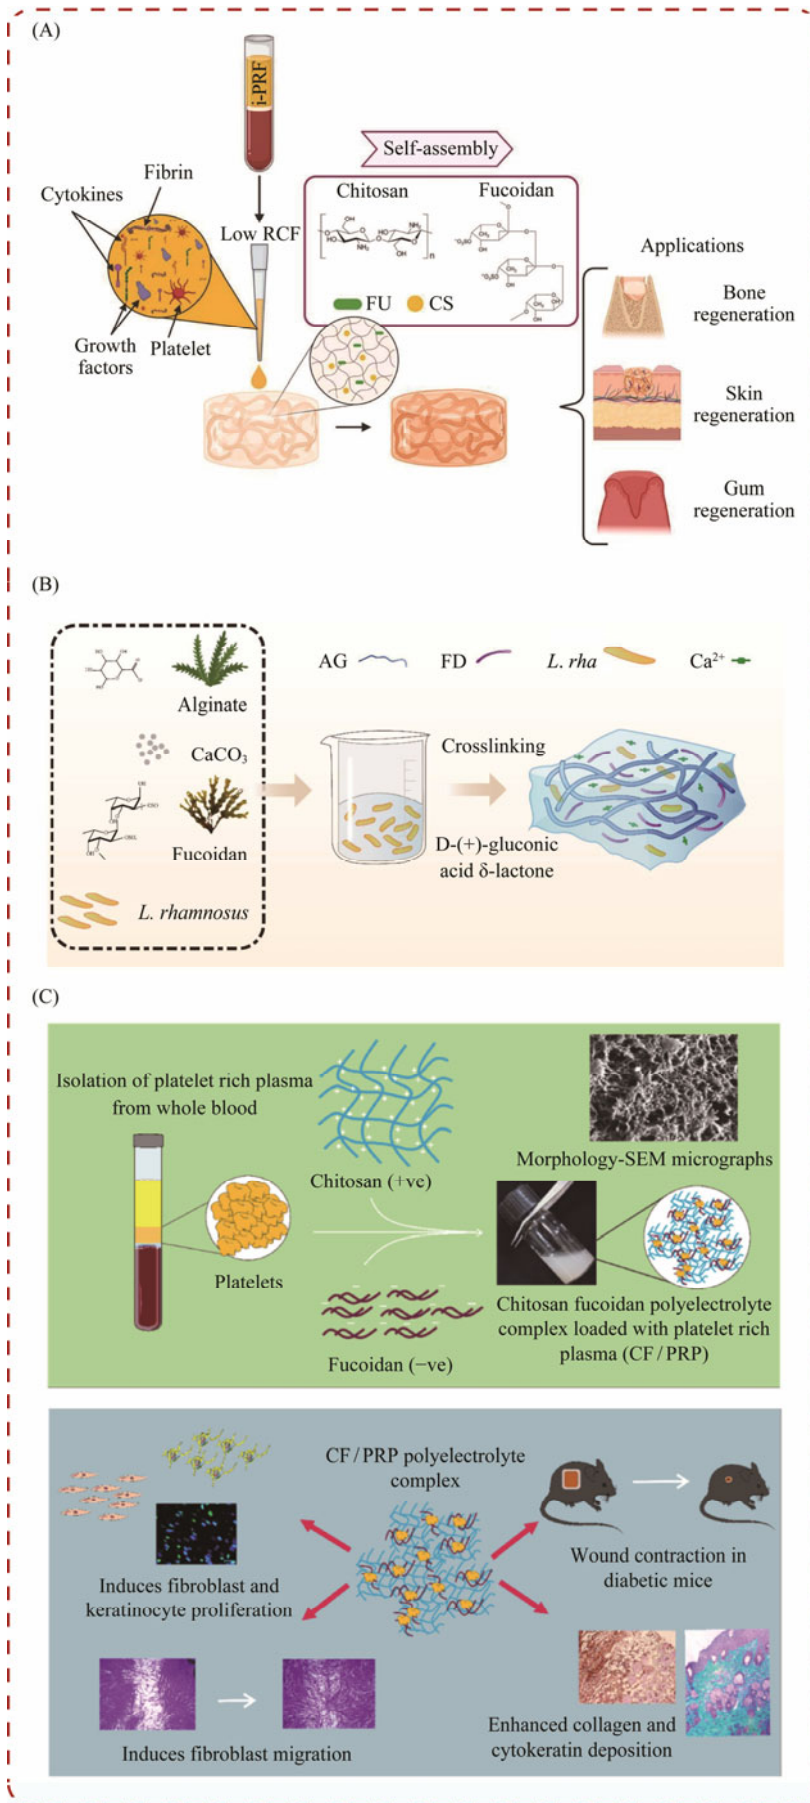 (A)
i-PRF
Self-assembly
Fibrin
Cytokines
Chitosan
Fucoidan
Low RCF
n
Applications
Bone
regeneration
FU
CS
Growth
factors
Platelet
Skin
regeneration
Gum
regeneration
(B)
AG
FD
L. rha
Ca²⁺
Alginate
CaCO₃
Crosslinking
D-(+)-gluconic
acid δ-lactone
Fucoidan
L. rhamnosus
(C)
Isolation of platelet rich plasma
from whole blood
Morphology-SEM micrographs
Chitosan (+ve)
Platelets
Fucoidan (−ve)
Chitosan fucoidan polyelectrolyte
complex loaded with platelet rich
plasma (CF/PRP)
CF/PRP polyelectrolyte
complex
Induces fibroblast and
keratinocyte proliferation
Wound contraction in
diabetic mice
Induces fibroblast migration
Enhanced collagen and
cytokeratin deposition